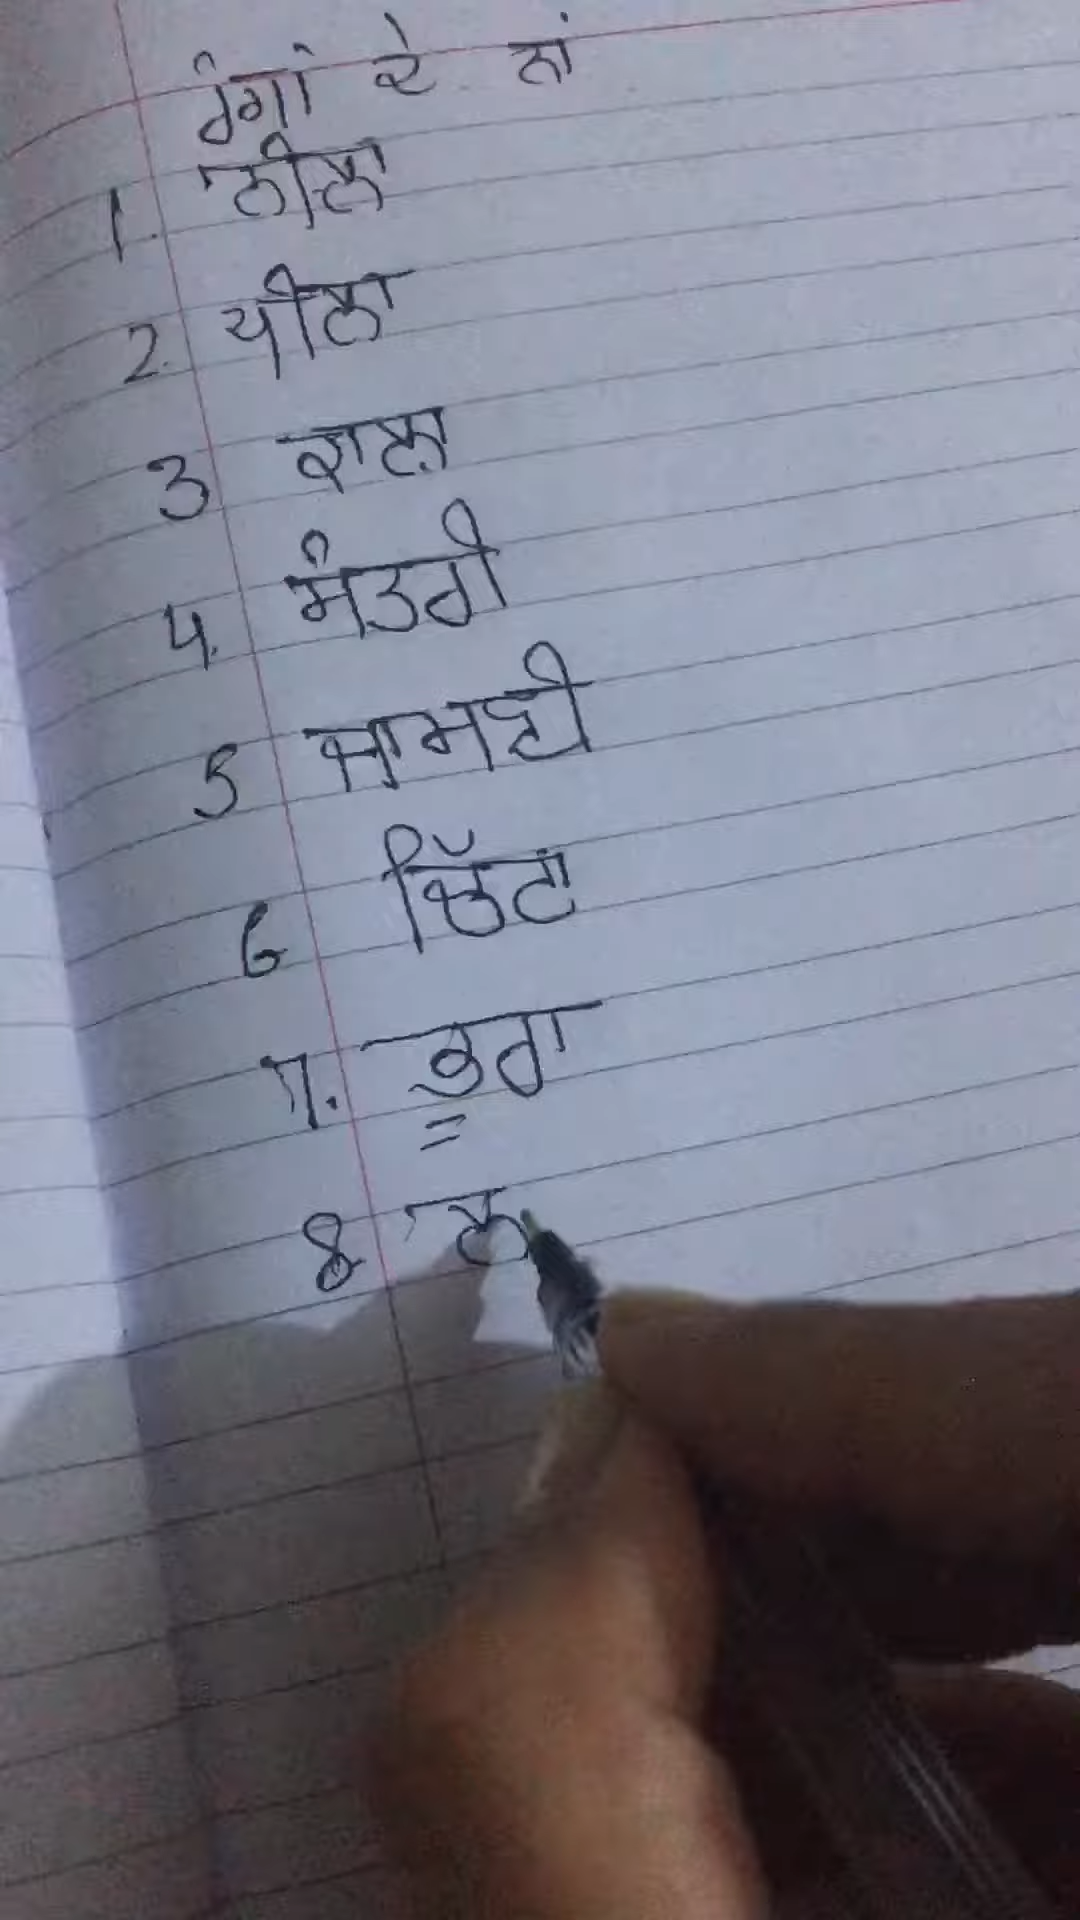 ਰੰਗਾਂ ਦੇ ਨਾਂ
1. ਨੀਲਾ
2. ਪੀਲਾ
3 ਕਾਲਾ
4. ਸੰਤਰੀ
5 ਜਾਮਣੀ
6 ਚਿੱਟਾ
7. ਭੂਰਾ
8 ਲ